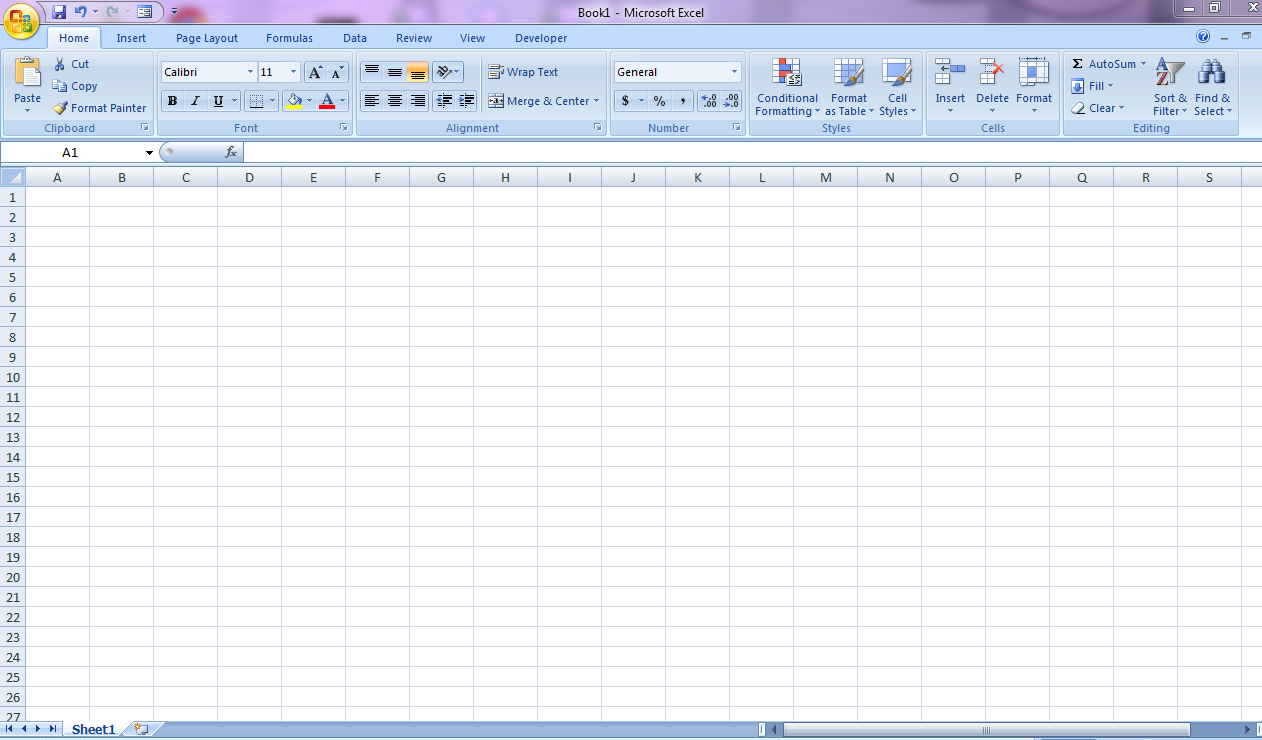 Book1 - Microsoft Excel
Home Insert Page Layout Formulas Data Review View Developer
Paste Cut Copy Format Painter
Clipboard
Calibri 11 A A
B I U A
Font
Wrap Text
Merge & Center
Alignment
General
$ % , .00 .0 .00
Number
Conditional Formatting Format as Table Cell Styles
Styles
Insert Delete Format
Cells
Σ AutoSum Fill Clear Sort & Filter Find & Select
Editing
A1 fx
A B C D E F G H I J K L M N O P Q R S
1
2
3
4
5
6
7
8
9
10
11
12
13
14
15
16
17
18
19
20
21
22
23
24
25
26
27
Sheet1